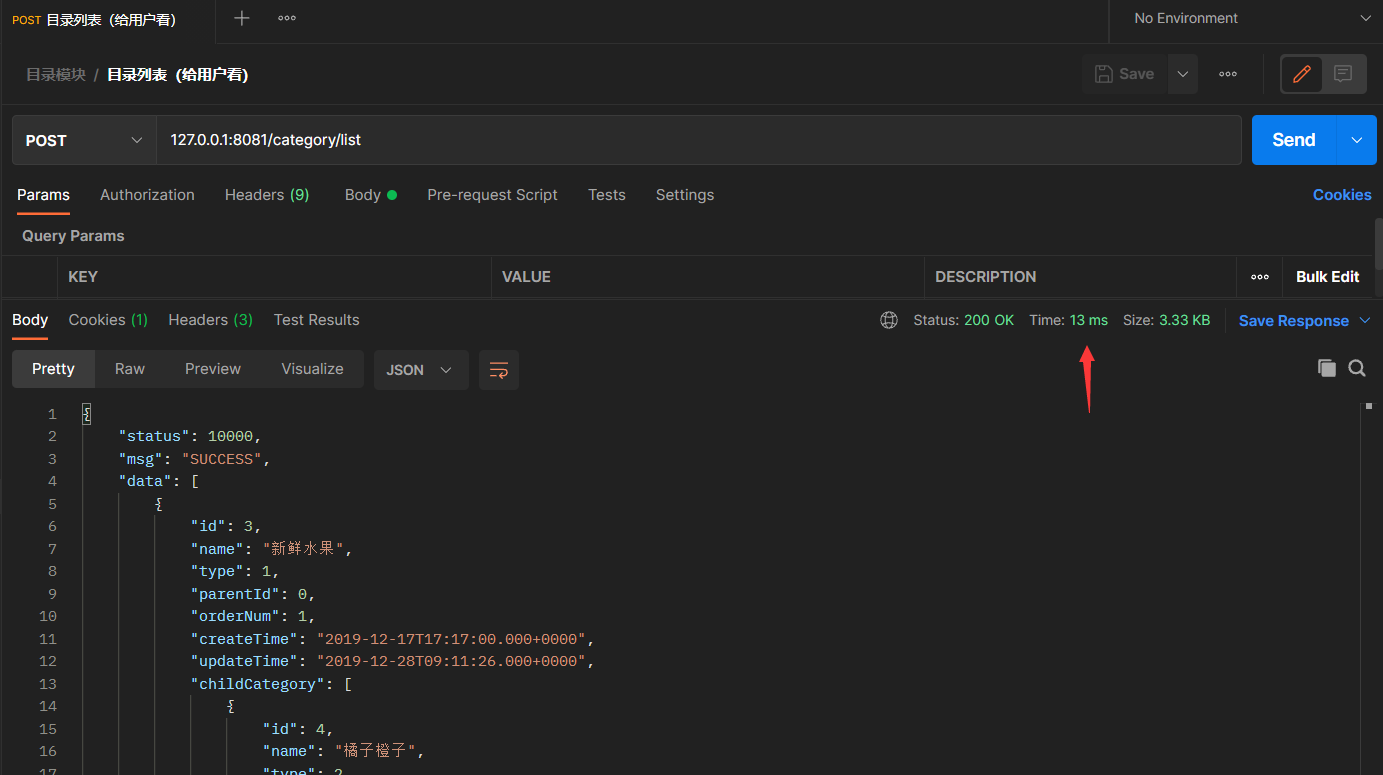 POST 目录列表（给用户看） No Environment
目录模块 / 目录列表（给用户看） Save
POST 127.0.0.1:8081/category/list Send
Params Authorization Headers (9) Body Pre-request Script Tests Settings Cookies
Query Params
KEY VALUE DESCRIPTION Bulk Edit
Body Cookies (1) Headers (3) Test Results Status: 200 OK Time: 13 ms Size: 3.33 KB Save Response
Pretty Raw Preview Visualize JSON
1 {
2 "status": 10000,
3 "msg": "SUCCESS",
4 "data": [
5 {
6 "id": 3,
7 "name": "新鲜水果",
8 "type": 1,
9 "parentId": 0,
10 "orderNum": 1,
11 "createTime": "2019-12-17T17:17:00.000+0000",
12 "updateTime": "2019-12-28T09:11:26.000+0000",
13 "childCategory": [
14 {
15 "id": 4,
16 "name": "橘子橙子",
17 "type": 2,